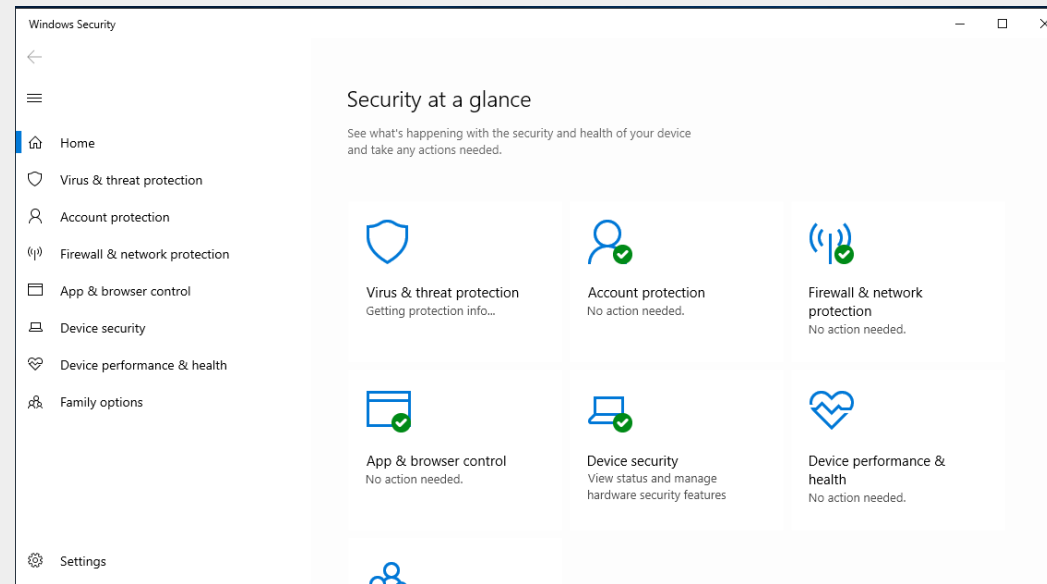 Windows Security
Home
Virus & threat protection
Account protection
Firewall & network protection
App & browser control
Device security
Device performance & health
Family options
Settings
Security at a glance
See what's happening with the security and health of your device
and take any actions needed.
Virus & threat protection
Getting protection info...
Account protection
No action needed.
Firewall & network
protection
No action needed.
App & browser control
No action needed.
Device security
View status and manage
hardware security features
Device performance &
health
No action needed.